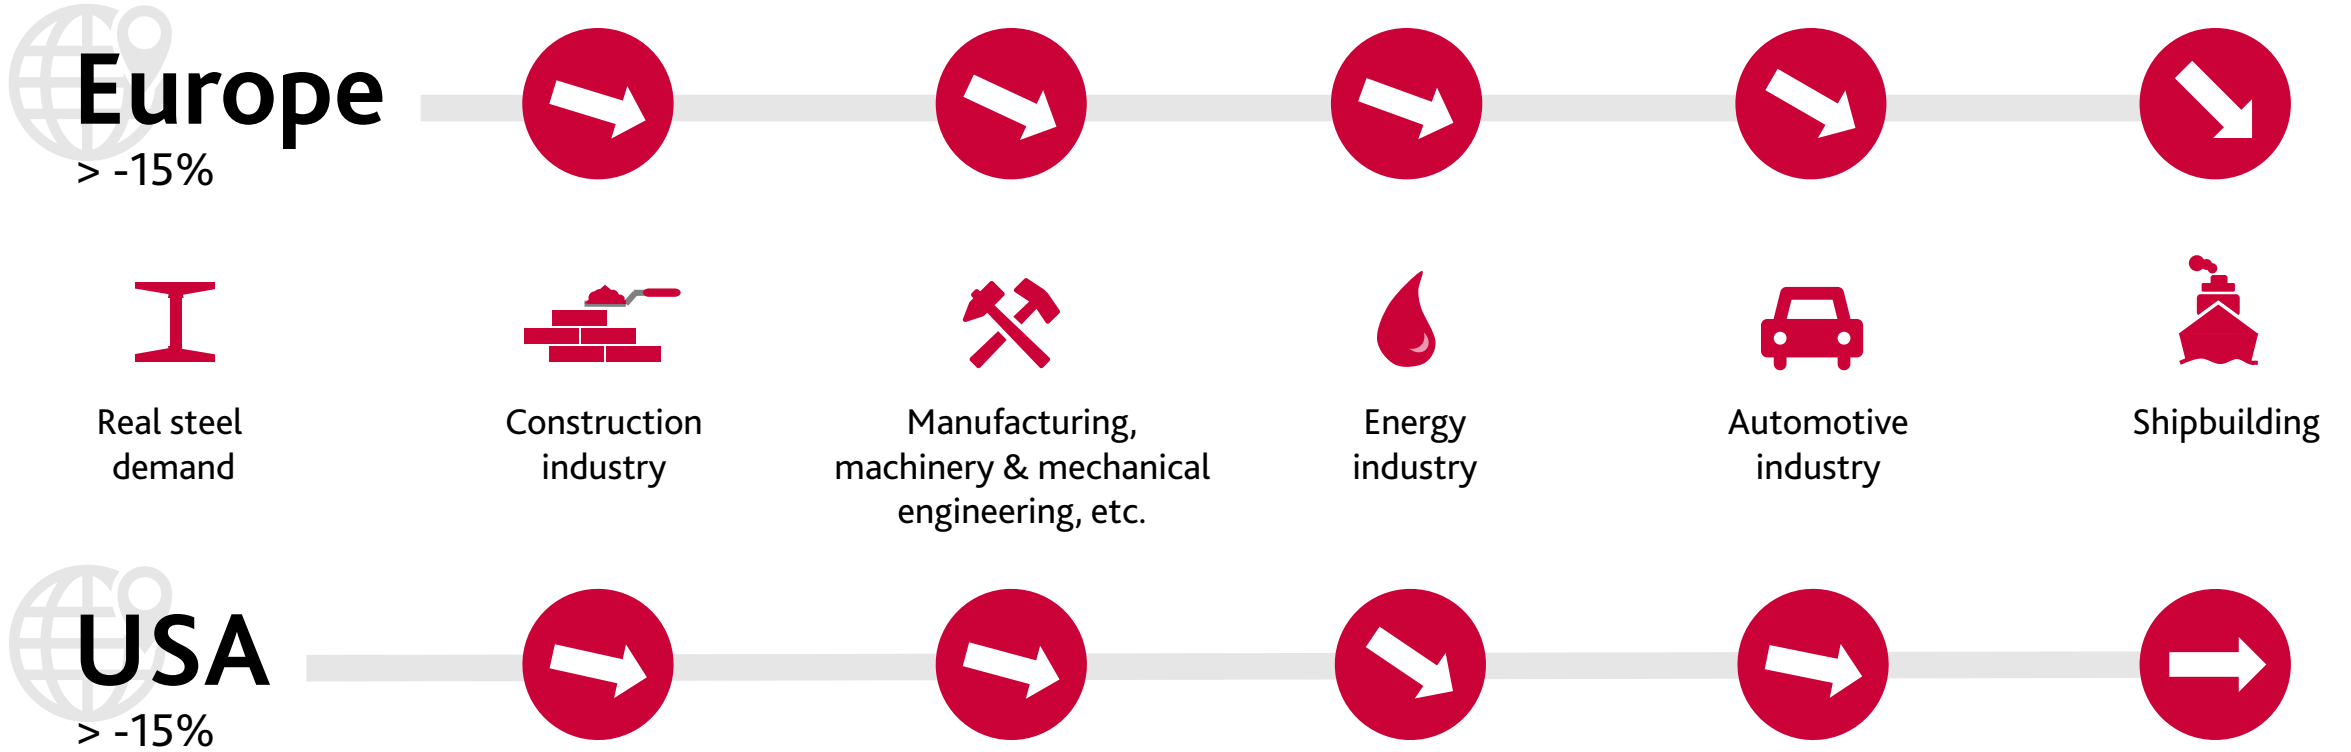 Europe
> -15%
Real steel
demand
Construction
industry
Manufacturing,
machinery & mechanical
engineering, etc.
Energy
industry
Automotive
industry
Shipbuilding
USA
> -15%